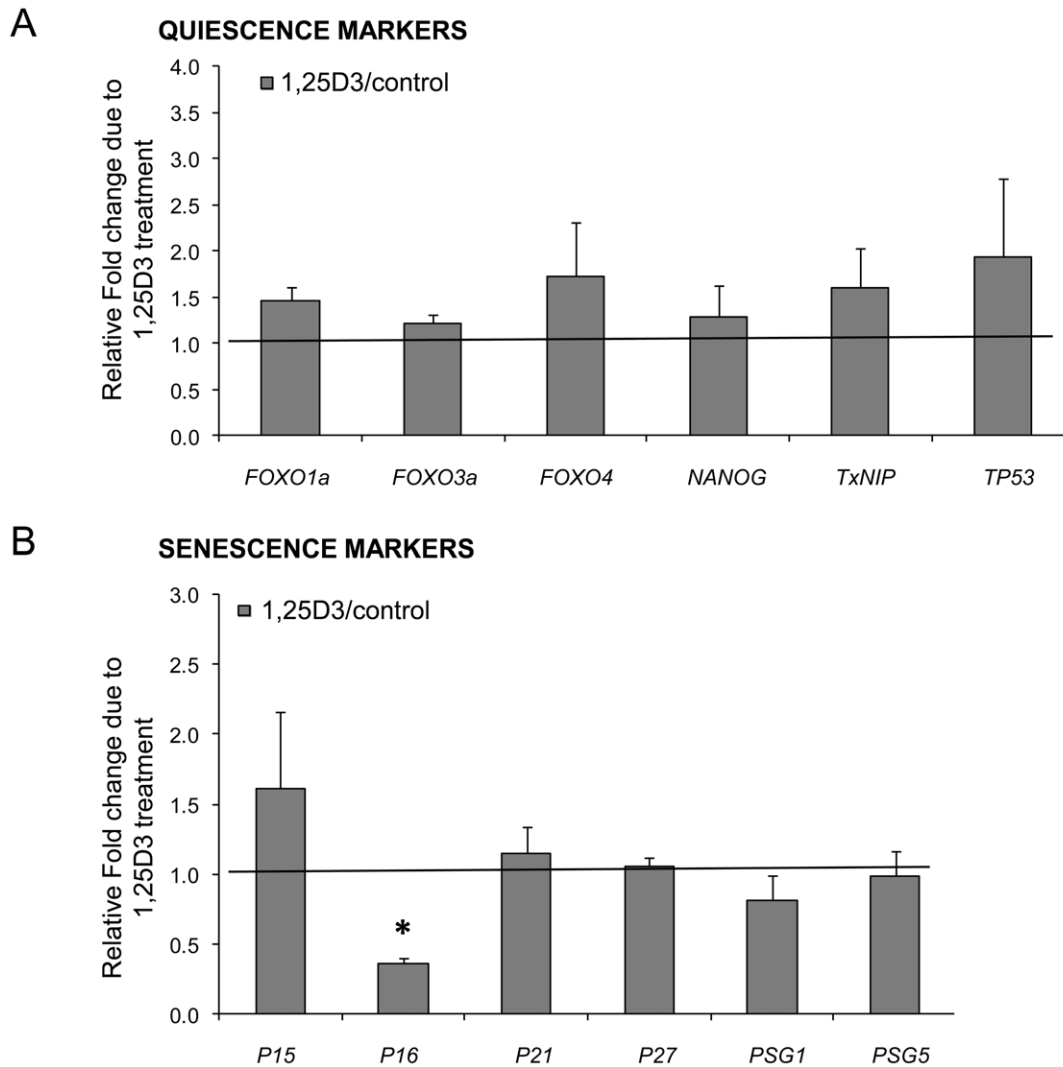 A
QUIESCENCE MARKERS
Relative Fold change due to
1,25D3 treatment
4.0
3.5
3.0
2.5
2.0
1.5
1.0
0.5
0.0
1,25D3/control
FOXO1a FOXO3a FOXO4 NANOG TxNIP TP53
B
SENESCENCE MARKERS
Relative Fold change due to
1,25D3 treatment
3.0
2.5
2.0
1.5
1.0
0.5
0.0
1,25D3/control
*
P15 P16 P21 P27 PSG1 PSG5